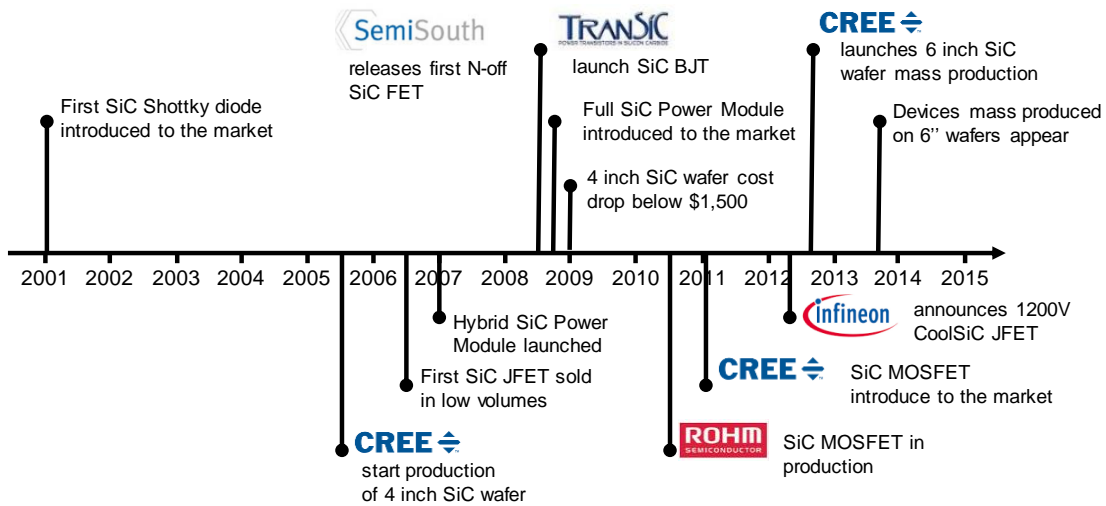 SemiSouth
releases first N-off
SiC FET
TRANSiC
POWER TRANSISTORS IN SILICON CARBIDE
launch SiC BJT
CREE
launches 6 inch SiC
wafer mass production
First SiC Shottky diode
introduced to the market
Full SiC Power Module
introduced to the market
Devices mass produced
on 6'' wafers appear
4 inch SiC wafer cost
drop below $1,500
2001 2002 2003 2004 2005 2006 2007 2008 2009 2010 2011 2012 2013 2014 2015
Hybrid SiC Power
Module launched
infineon
announces 1200V
CoolSiC JFET
First SiC JFET sold
in low volumes
CREE
SiC MOSFET
introduce to the market
CREE
start production
of 4 inch SiC wafer
ROHM
SEMICONDUCTOR
SiC MOSFET in
production